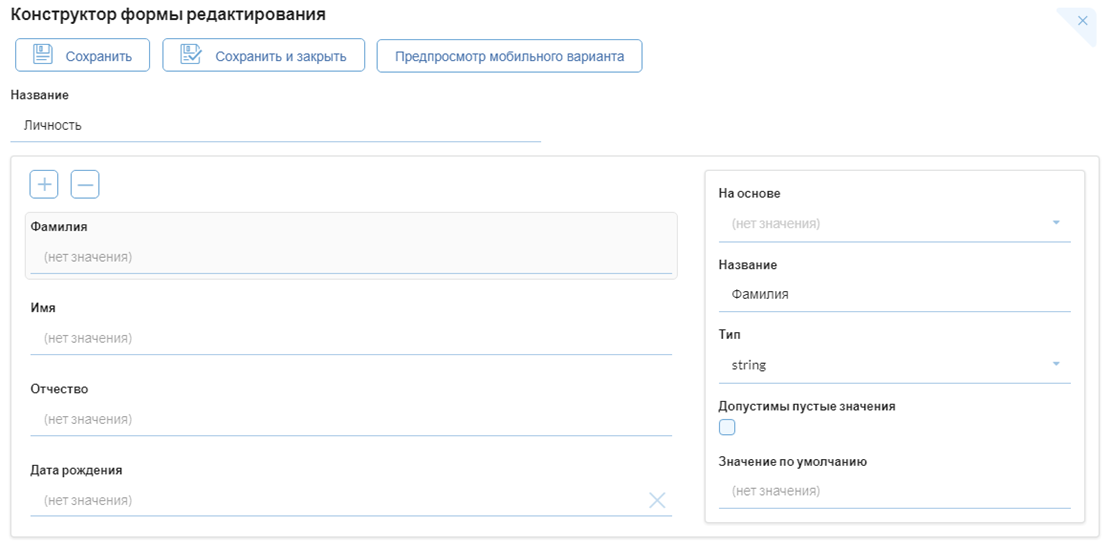 Конструктор формы редактирования
Сохранить
Сохранить и закрыть
Предпросмотр мобильного варианта
Название
Личность
Фамилия
(нет значения)
Имя
(нет значения)
Отчество
(нет значения)
Дата рождения
(нет значения)
На основе
(нет значения)
Название
Фамилия
Тип
string
Допустимы пустые значения
Значение по умолчанию
(нет значения)